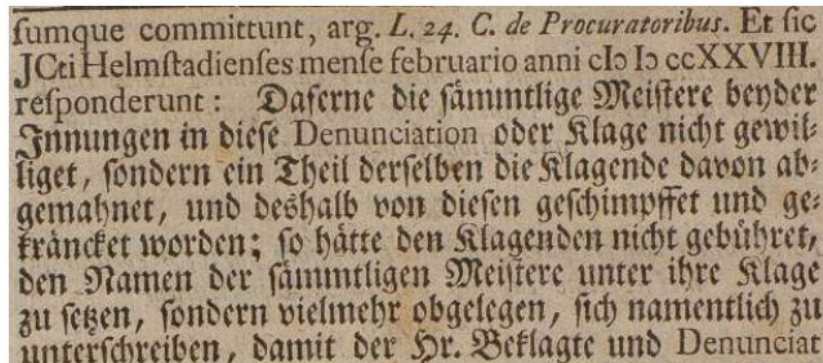 ſumque committunt, arg. L. 24. C. de Procuratoribus. Et ſic
JCti Helmſtadienſes menſe februario anni cIↄ Iↄ ccXXVIII.
reſponderunt: Daferne die ſämmtlige Meiſtere beyder
Innungen in dieſe Denunciation oder Klage nicht gewil⸗
liget, ſondern ein Theil derſelben die Klagende davon ab⸗
gemahnet, und deshalb von dieſen geſchimpffet und ge⸗
kräncket worden; ſo hätte den Klagenden nicht gebühret,
den Namen der ſämmtligen Meiſtere unter ihre Klage
zu ſetzen, ſondern vielmehr obgelegen, ſich namentlich zu
unterſchreiben, damit der Hr. Beklagte und Denunciat